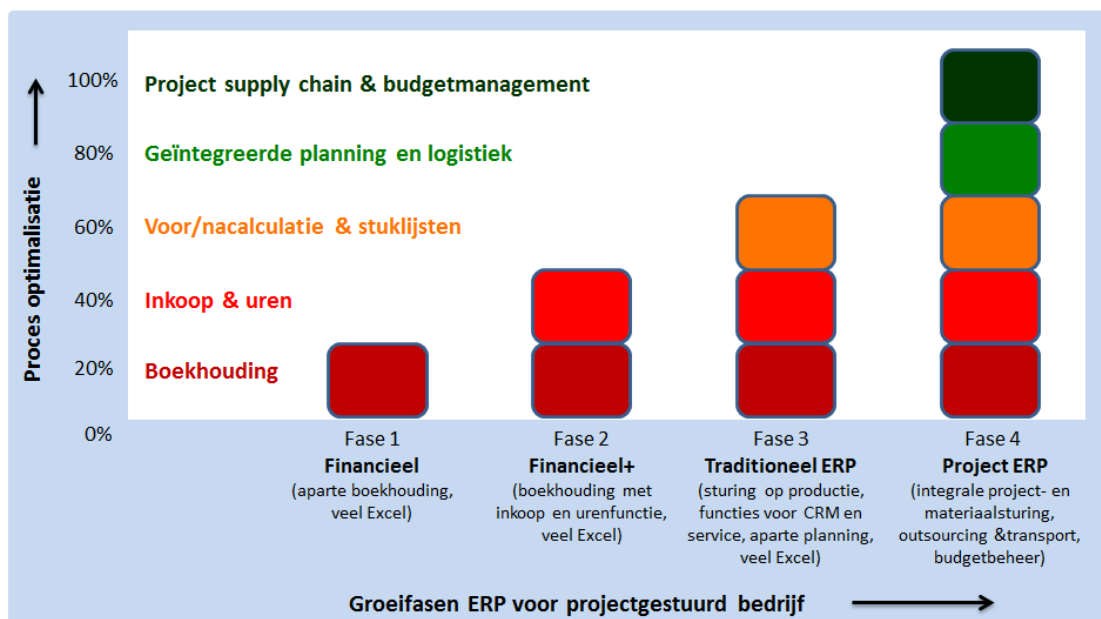 Proces optimalisatie
100%
80%
60%
40%
20%
0%
Project supply chain & budgetmanagement
Geïntegreerde planning en logistiek
Voor/nacalculatie & stuklijsten
Inkoop & uren
Boekhouding
Fase 1
Financieel
(aparte boekhouding,
veel Excel)
Fase 2
Financieel+
(boekhouding met
inkoop en urenfunctie,
veel Excel)
Fase 3
Traditioneel ERP
(sturing op productie,
functies voor CRM en
service, aparte planning,
veel Excel)
Fase 4
Project ERP
(integrale project- en
materiaalsturing,
outsourcing &transport,
budgetbeheer)
Groeifasen ERP voor projectgestuurd bedrijf